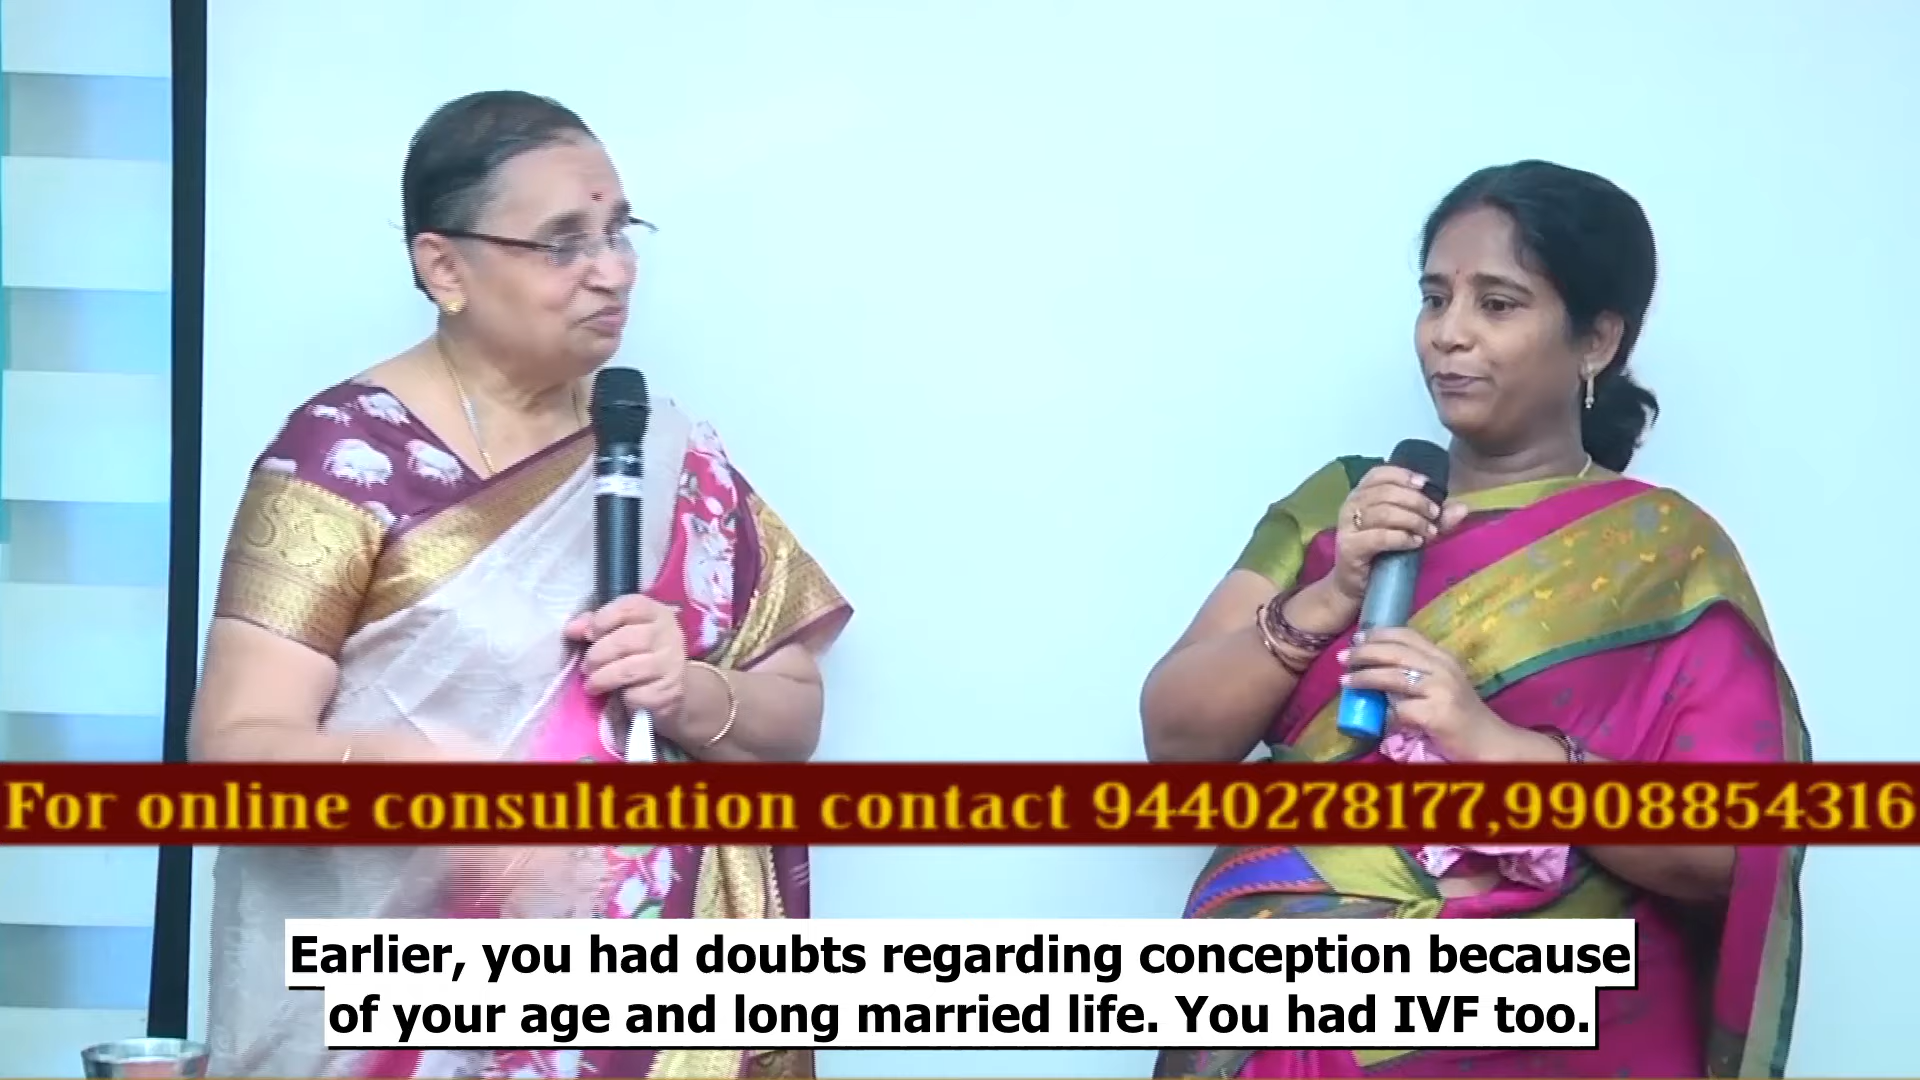 For online consultation contact 9440278177,9908854316
Earlier, you had doubts regarding conception because
of your age and long married life. You had IVF too.